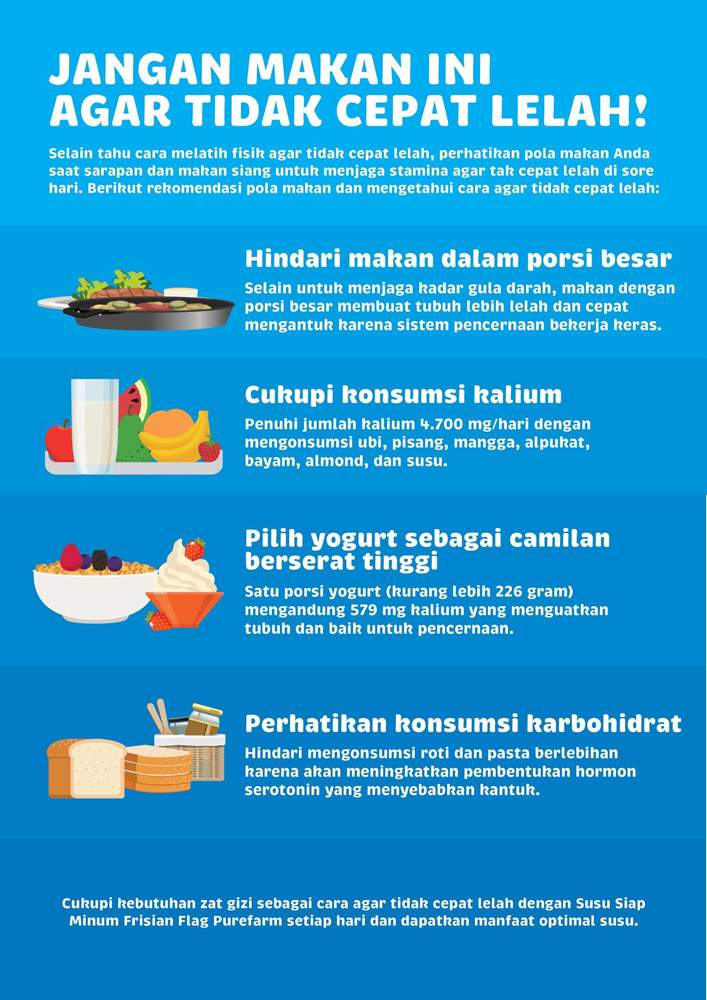 JANGAN MAKAN INI
AGAR TIDAK CEPAT LELAH!
Selain tahu cara melatih fisik agar tidak cepat lelah, perhatikan pola makan Anda
saat sarapan dan makan siang untuk menjaga stamina agar tak cepat lelah di sore
hari. Berikut rekomendasi pola makan dan mengetahui cara agar tidak cepat lelah:
Hindari makan dalam porsi besar
Selain untuk menjaga kadar gula darah, makan dengan
porsi besar membuat tubuh lebih lelah dan cepat
mengantuk karena sistem pencernaan bekerja keras.
Cukupi konsumsi kalium
Penuhi jumlah kalium 4.700 mg/hari dengan
mengonsumsi ubi, pisang, mangga, alpukat,
bayam, almond, dan susu.
Pilih yogurt sebagai camilan
berserat tinggi
Satu porsi yogurt (kurang lebih 226 gram)
mengandung 579 mg kalium yang menguatkan
tubuh dan baik untuk pencernaan.
Perhatikan konsumsi karbohidrat
Hindari mengonsumsi roti dan pasta berlebihan
karena akan meningkatkan pembentukan hormon
serotonin yang menyebabkan kantuk.
Cukupi kebutuhan zat gizi sebagai cara agar tidak cepat lelah dengan Susu Siap
Minum Frisian Flag Purefarm setiap hari dan dapatkan manfaat optimal susu.